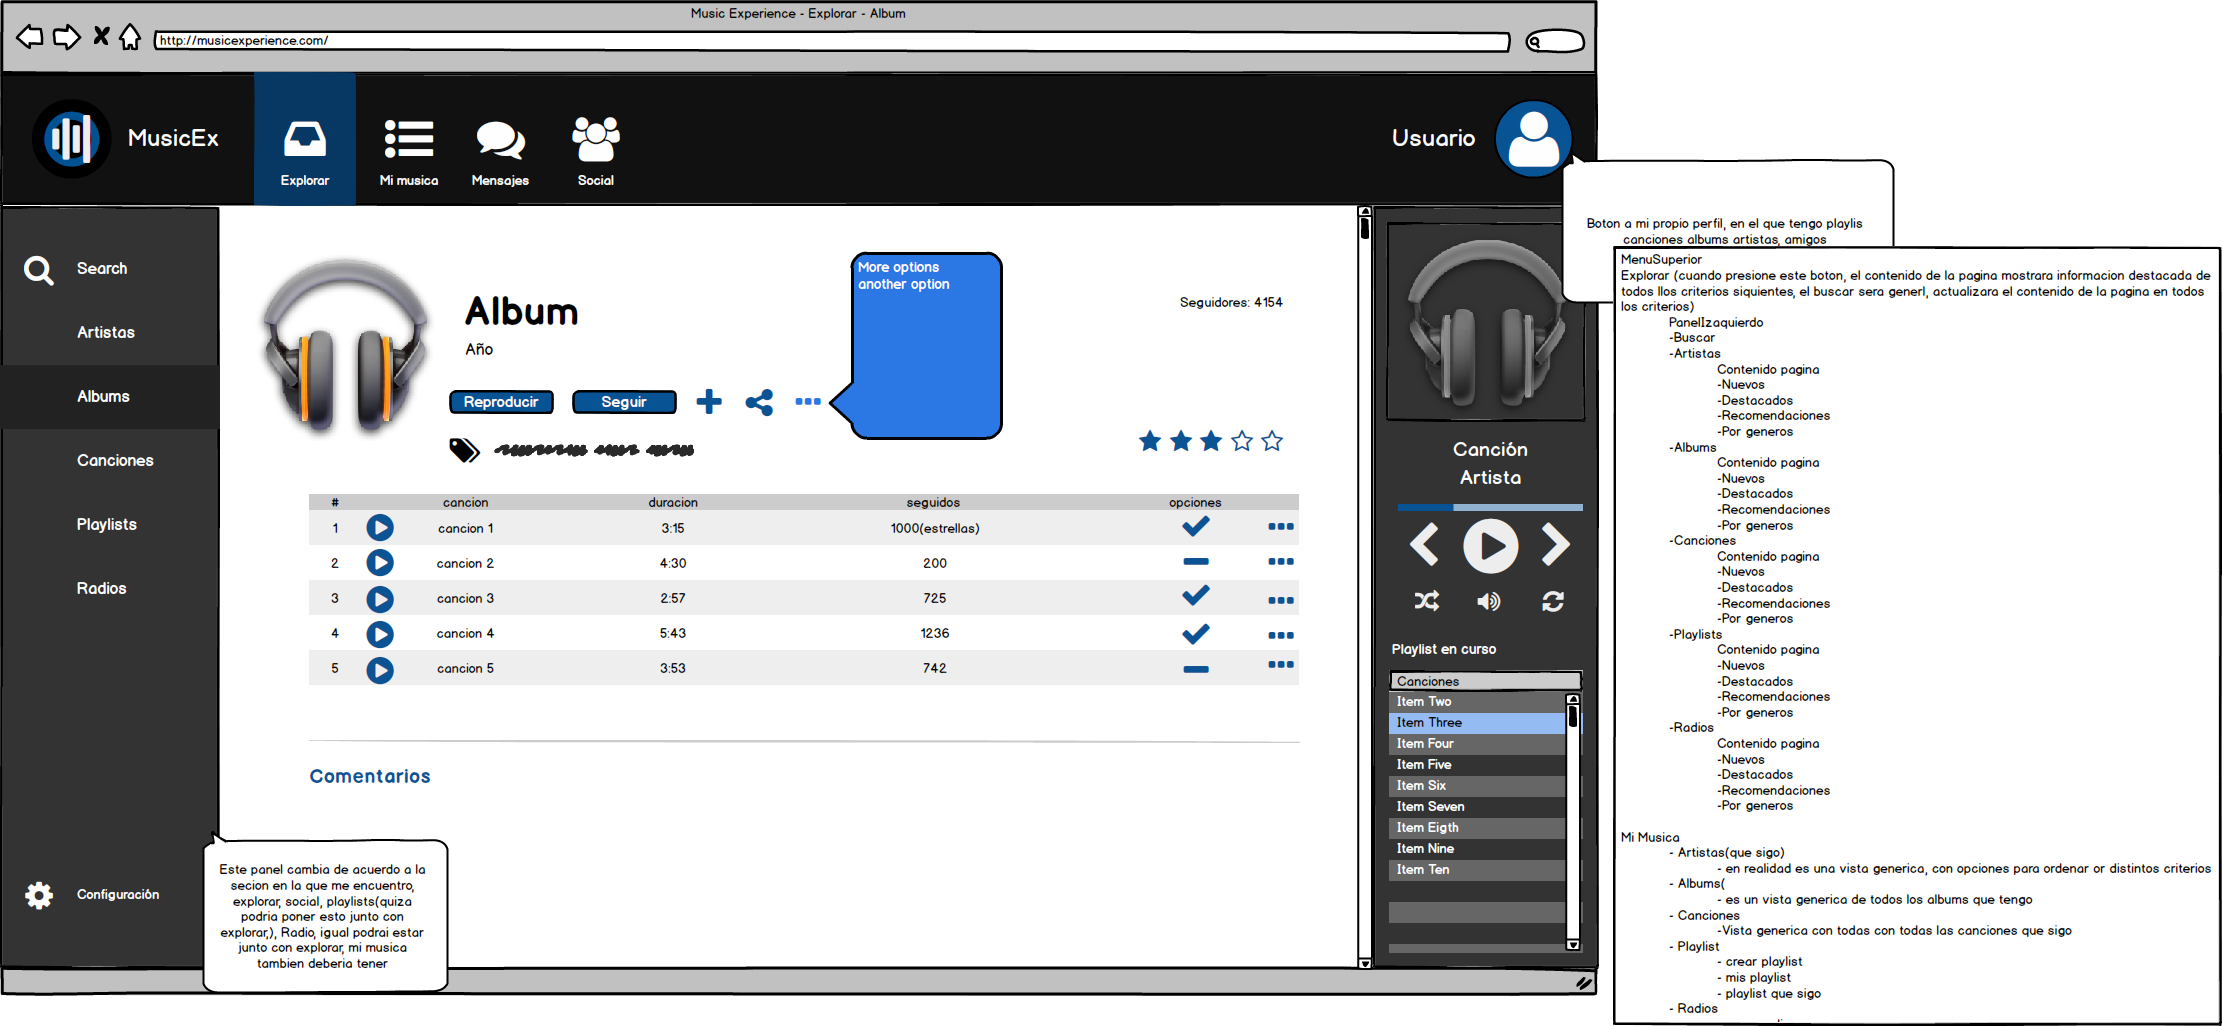 Music Experience - Explorar - Album
http://musicexperience.com/
MusicEx
Explorar
Mi musica
Mensajes
Social
Usuario
Search
Artistas
Albums
Canciones
Playlists
Radios
Configuración
Album
Año
Reproducir
Seguir
More options
another option
Seguidores: 4154
# cancion duracion seguidos opciones
1 cancion 1 3:15 1000(estrellas)
2 cancion 2 4:30 200
3 cancion 3 2:57 725
4 cancion 4 5:43 1236
5 cancion 5 3:53 742
Comentarios
Este panel cambia de acuerdo a la
secion en la que me encuentro,
explorar, social, playlists(quiza
podria poner esto junto con
explorar,), Radio, igual podrai estar
junto con explorar, mi musica
tambien deberia tener
Canción
Artista
Playlist en curso
Canciones
Item Two
Item Three
Item Four
Item Five
Item Six
Item Seven
Item Eigth
Item Nine
Item Ten
Boton a mi propio perfil, en el que tengo playlis
canciones albums artistas, amigos
MenuSuperior
Explorar (cuando presione este boton, el contenido de la pagina mostrara informacion destacada de
todos llos criterios siquientes, el buscar sera generl, actualizara el contenido de la pagina en todos
los criterios)
PanelIzaquierdo
-Buscar
-Artistas
Contenido pagina
-Nuevos
-Destacados
-Recomendaciones
-Por generos
-Albums
Contenido pagina
-Nuevos
-Destacados
-Recomendaciones
-Por generos
-Canciones
Contenido pagina
-Nuevos
-Destacados
-Recomendaciones
-Por generos
-Playlists
Contenido pagina
-Nuevos
-Destacados
-Recomendaciones
-Por generos
-Radios
Contenido pagina
-Nuevos
-Destacados
-Recomendaciones
-Por generos
Mi Musica
- Artistas(que sigo)
- en realidad es una vista generica, con opciones para ordenar or distintos criterios
- Albums(
- es un vista generica de todos los albums que tengo
- Canciones
-Vista generica con todas con todas las canciones que sigo
- Playlist
- crear playlist
- mis playlist
- playlist que sigo
- Radios